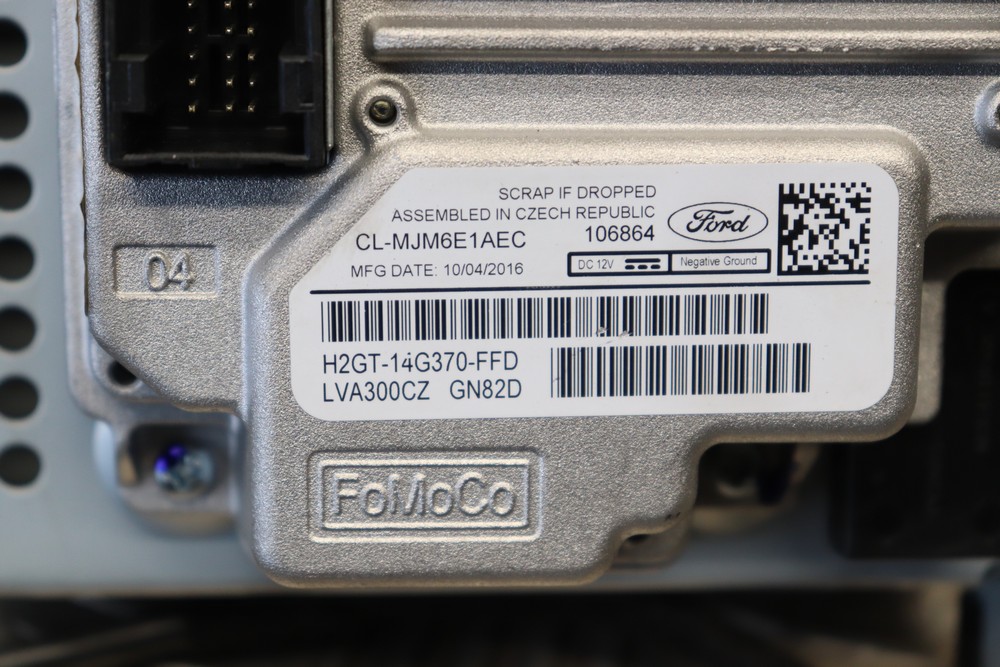 SCRAP IF DROPPED
ASSEMBLED IN CZECH REPUBLIC
CL-MJM6E1AEC 106864
Ford
MFG DATE: 10/04/2016
DC 12V Negative Ground
04
H2GT-14G370-FFD
LVA300CZ GN82D
FoMoCo